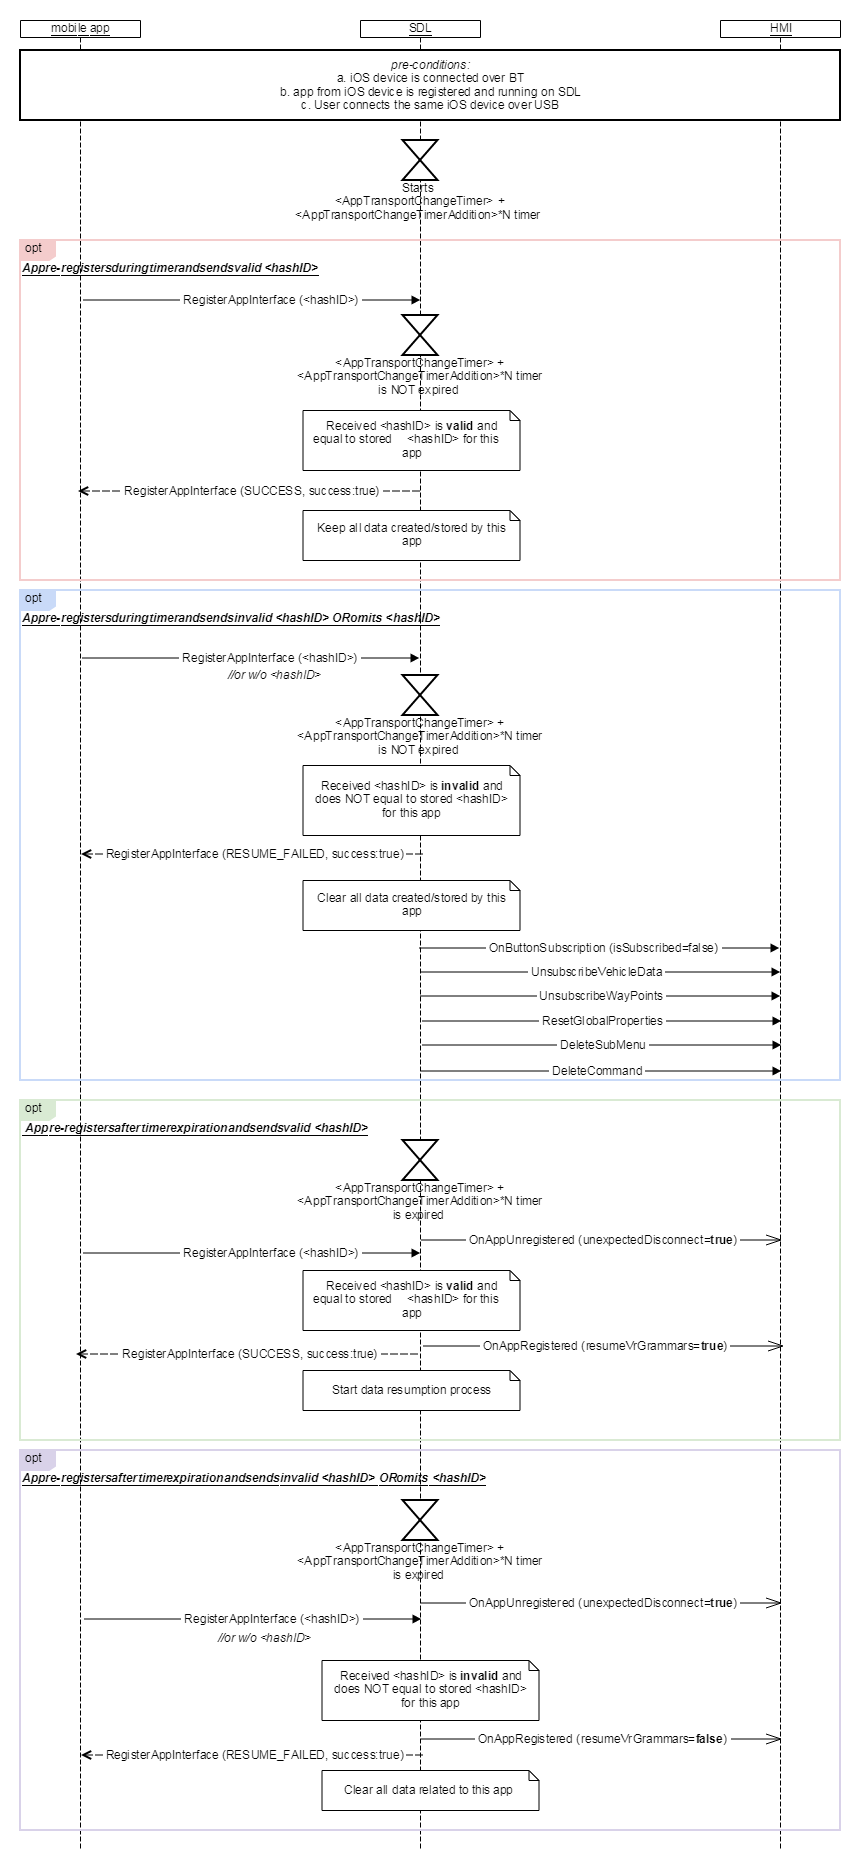 mobile app
SDL
HMI
pre-conditions:
a. iOS device is connected over BT
b. app from iOS device is registered and running on SDL
c. User connects the same iOS device over USB
Starts
<AppTransportChangeTimer> +
<AppTransportChangeTimerAddition>*N timer
opt
Appre-registersduringtimerandsendsvalid <hashID>
RegisterAppInterface (<hashID>)
<AppTransportChangeTimer> +
<AppTransportChangeTimerAddition>*N timer
is NOT expired
Received <hashID> is valid and
equal to stored <hashID> for this
app
RegisterAppInterface (SUCCESS, success:true)
Keep all data created/stored by this
app
opt
Appre-registersduringtimerandsendsinvalid <hashID> ORomits <hashID>
RegisterAppInterface (<hashID>)
//or w/o <hashID>
<AppTransportChangeTimer> +
<AppTransportChangeTimerAddition>*N timer
is NOT expired
Received <hashID> is invalid and
does NOT equal to stored <hashID>
for this app
RegisterAppInterface (RESUME_FAILED, success:true)
Clear all data created/stored by this
app
OnButtonSubscription (isSubscribed=false)
UnsubscribeVehicleData
UnsubscribeWayPoints
ResetGlobalProperties
DeleteSubMenu
DeleteCommand
opt
Appre-registersaftertimerexpirationandsendsvalid <hashID>
<AppTransportChangeTimer> +
<AppTransportChangeTimerAddition>*N timer
is expired
OnAppUnregistered (unexpectedDisconnect=true)
RegisterAppInterface (<hashID>)
Received <hashID> is valid and
equal to stored <hashID> for this
app
OnAppRegistered (resumeVrGrammars=true)
RegisterAppInterface (SUCCESS, success:true)
Start data resumption process
opt
Appre-registersaftertimerexpirationandsendsinvalid <hashID> ORomits <hashID>
<AppTransportChangeTimer> +
<AppTransportChangeTimerAddition>*N timer
is expired
OnAppUnregistered (unexpectedDisconnect=true)
RegisterAppInterface (<hashID>)
//or w/o <hashID>
Received <hashID> is invalid and
does NOT equal to stored <hashID>
for this app
OnAppRegistered (resumeVrGrammars=false)
RegisterAppInterface (RESUME_FAILED, success:true)
Clear all data related to this app